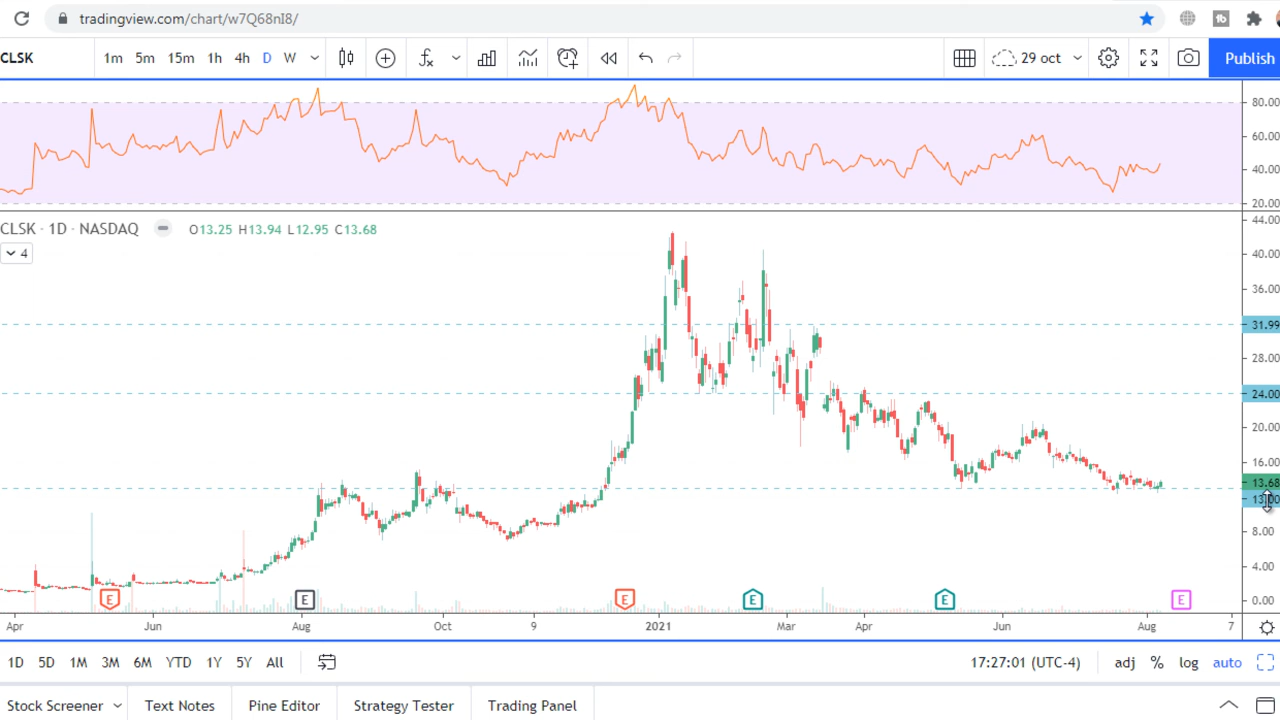 tradingview.com/chart/w7Q68nI8/
CLSK 1m 5m 15m 1h 4h D W 29 oct Publish
80.00
60.00
40.00
20.00
CLSK · 1D · NASDAQ O13.25 H13.94 L12.95 C13.68
4
44.00
40.00
36.00
31.99
28.00
24.00
20.00
16.00
13.68
13.00
8.00
4.00
0.00
E E E E E E
Apr Jun Aug Oct 9 2021 Mar Apr Jun Aug 7
1D 5D 1M 3M 6M YTD 1Y 5Y All 17:27:01 (UTC-4) adj % log auto
Stock Screener Text Notes Pine Editor Strategy Tester Trading Panel